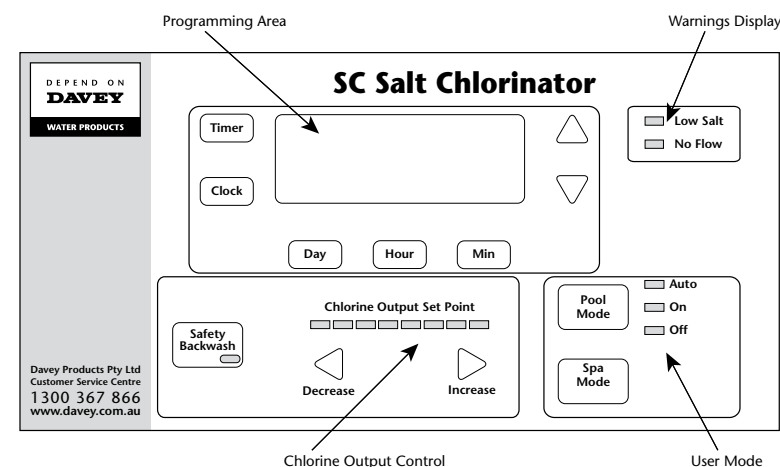 Programming Area
Warnings Display
DEPEND ON
DAVEY
WATER PRODUCTS
SC Salt Chlorinator
Timer
Clock
Day
Hour
Min
Low Salt
No Flow
Safety
Backwash
Chlorine Output Set Point
Decrease
Increase
Pool
Mode
Spa
Mode
Auto
On
Off
Davey Products Pty Ltd
Customer Service Centre
1300 367 866
www.davey.com.au
Chlorine Output Control
User Mode